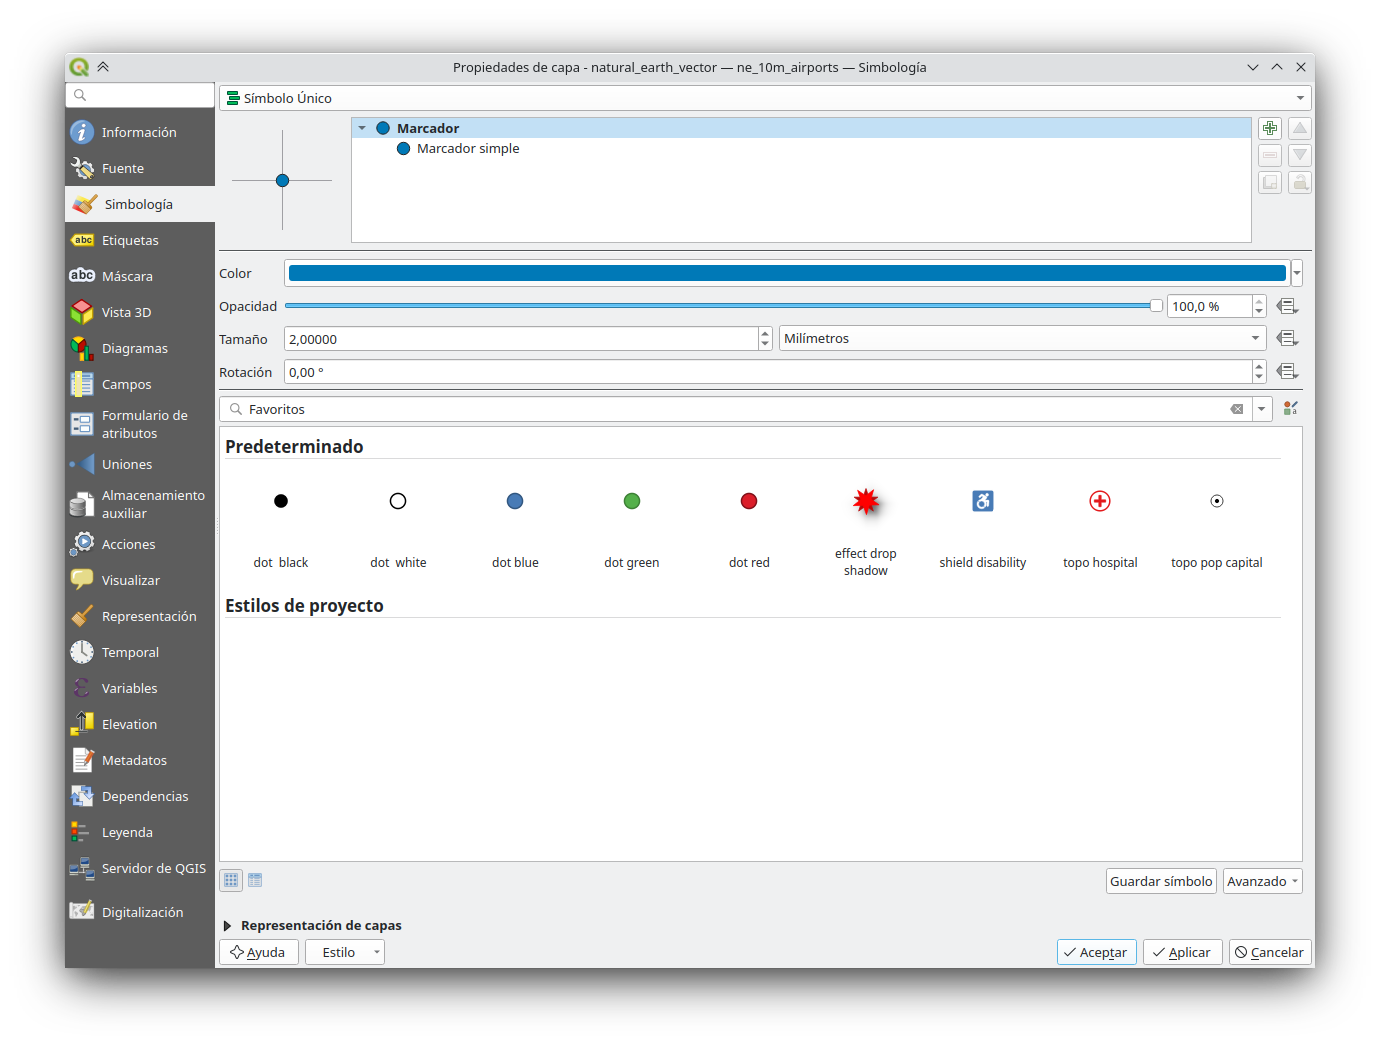 Propiedades de capa - natural_earth_vector — ne_10m_airports — Simbología
Símbolo Único
Información
Fuente
Simbología
Etiquetas
Máscara
Vista 3D
Diagramas
Campos
Formulario de
atributos
Uniones
Almacenamiento
auxiliar
Acciones
Visualizar
Representación
Temporal
Variables
Elevation
Metadatos
Dependencias
Leyenda
Servidor de QGIS
Digitalización
Marcador
Marcador simple
Color
Opacidad 100,0 %
Tamaño 2,00000 Milímetros
Rotación 0,00 °
Favoritos
Predeterminado
dot  black
dot  white
dot blue
dot green
dot red
effect drop
shadow
shield disability
topo hospital
topo pop capital
Estilos de proyecto
Guardar símbolo
Avanzado
Representación de capas
Ayuda
Estilo
Aceptar
Aplicar
Cancelar